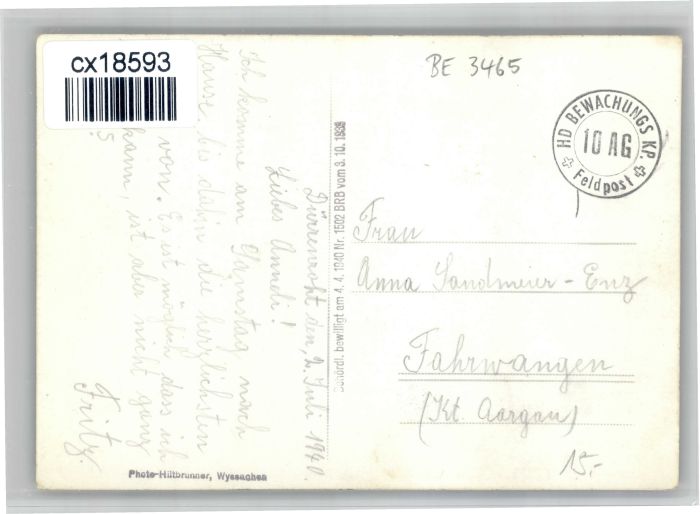 cx18593
BE 3465
HD BEWACHUNGS KP.
10 AG
Feldpost
Dürrenroht den, 2. Juli 1940.
Liebes Anneli!
Ich komme am Samstag nach
Hause. bis dahin die herzlichsten
von. Es ist möglich dass ich
kann, ist aber nicht ganz
Fritz.
Behördl. bewilligt am 4. 4. 1940 Nr. 1502 BRB vom 3. 10. 1939
Frau
Anna Sandmeier - Enz
Fahrwangen
(Kt. Aargau)
15.-
Photo-Hiltbrunner, Wyssachen